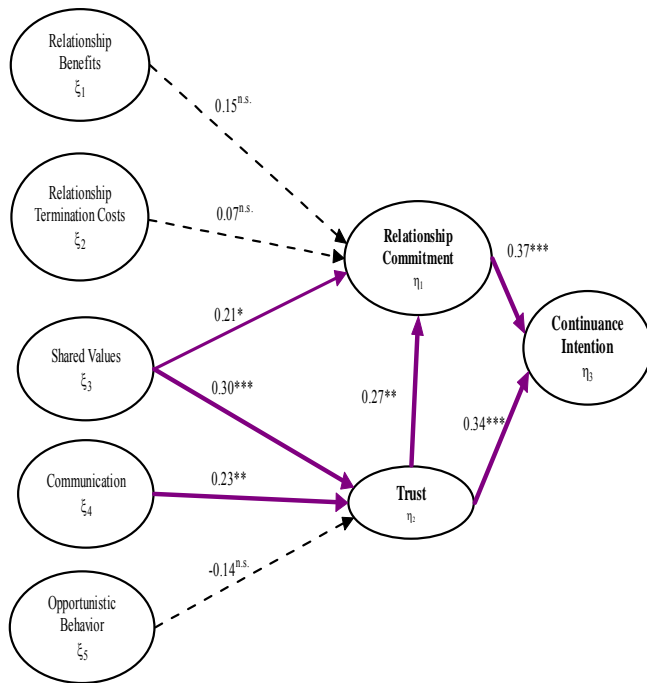 Relationship
Benefits
ξ1
0.15n.s.
Relationship
Termination Costs
ξ2
0.07n.s.
Relationship
Commitment
η1
0.37***
Shared Values
ξ3
0.21*
0.30***
Continuance
Intention
η3
0.27**
0.34***
Communication
ξ4
0.23**
Trust
η2
Opportunistic
Behavior
ξ5
-0.14n.s.